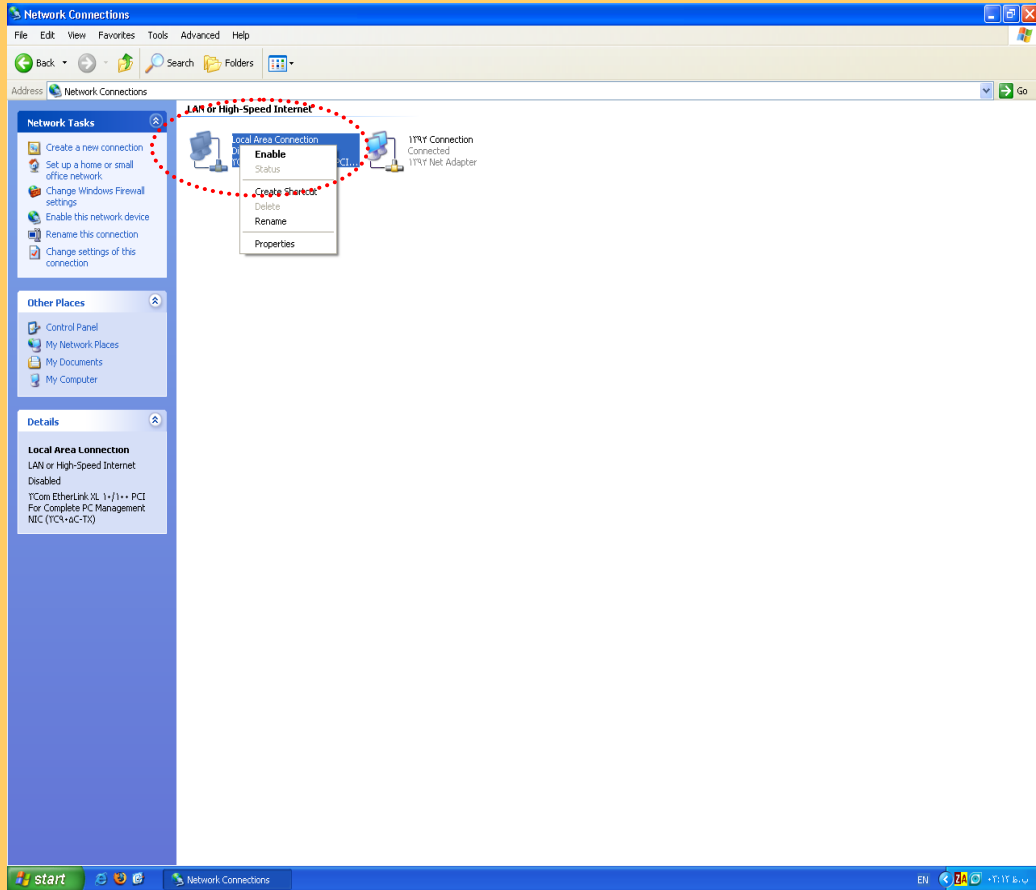 Network Connections
File Edit View Favorites Tools Advanced Help
Back Search Folders
Address Network Connections Go
Network Tasks
Create a new connection
Set up a home or small
office network
Change Windows Firewall
settings
Enable this network device
Rename this connection
Change settings of this
connection
Other Places
Control Panel
My Network Places
My Documents
My Computer
Details
Local Area Connection
LAN or High-Speed Internet
Disabled
۳Com EtherLink XL ۱۰/۱۰۰ PCI
For Complete PC Management
NIC (۳C۹۰۵C-TX)
LAN or High-Speed Internet
Local Area Connection
PCI...
۱۳۹۴ Connection
Connected
۱۳۹۴ Net Adapter
Enable
Status
Create Shortcut
Delete
Rename
Properties
start Network Connections EN ZA ۰۲:۱۲ ب.ظ